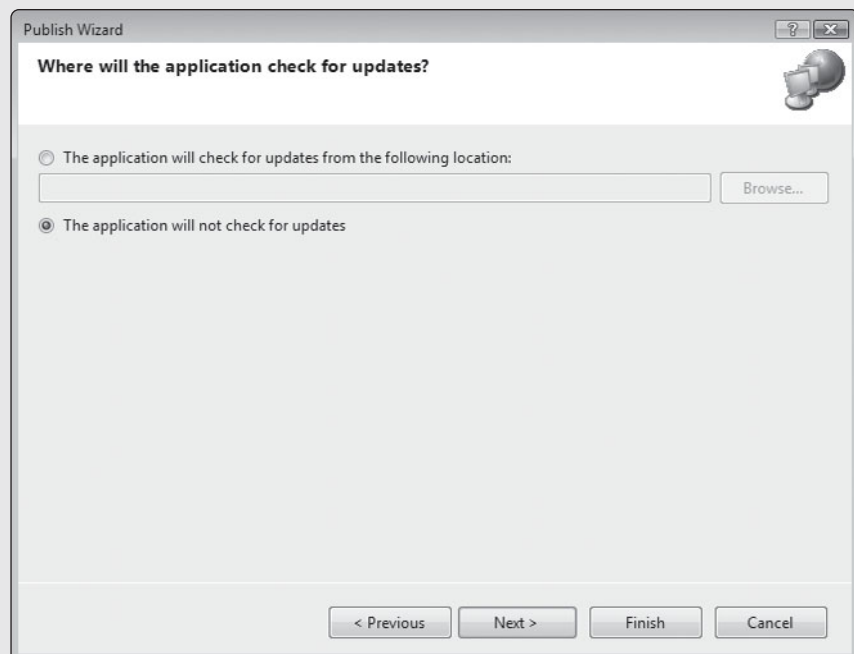 Publish Wizard
?
Where will the application check for updates?
The application will check for updates from the following location:
Browse...
The application will not check for updates
< Previous
Next >
Finish
Cancel